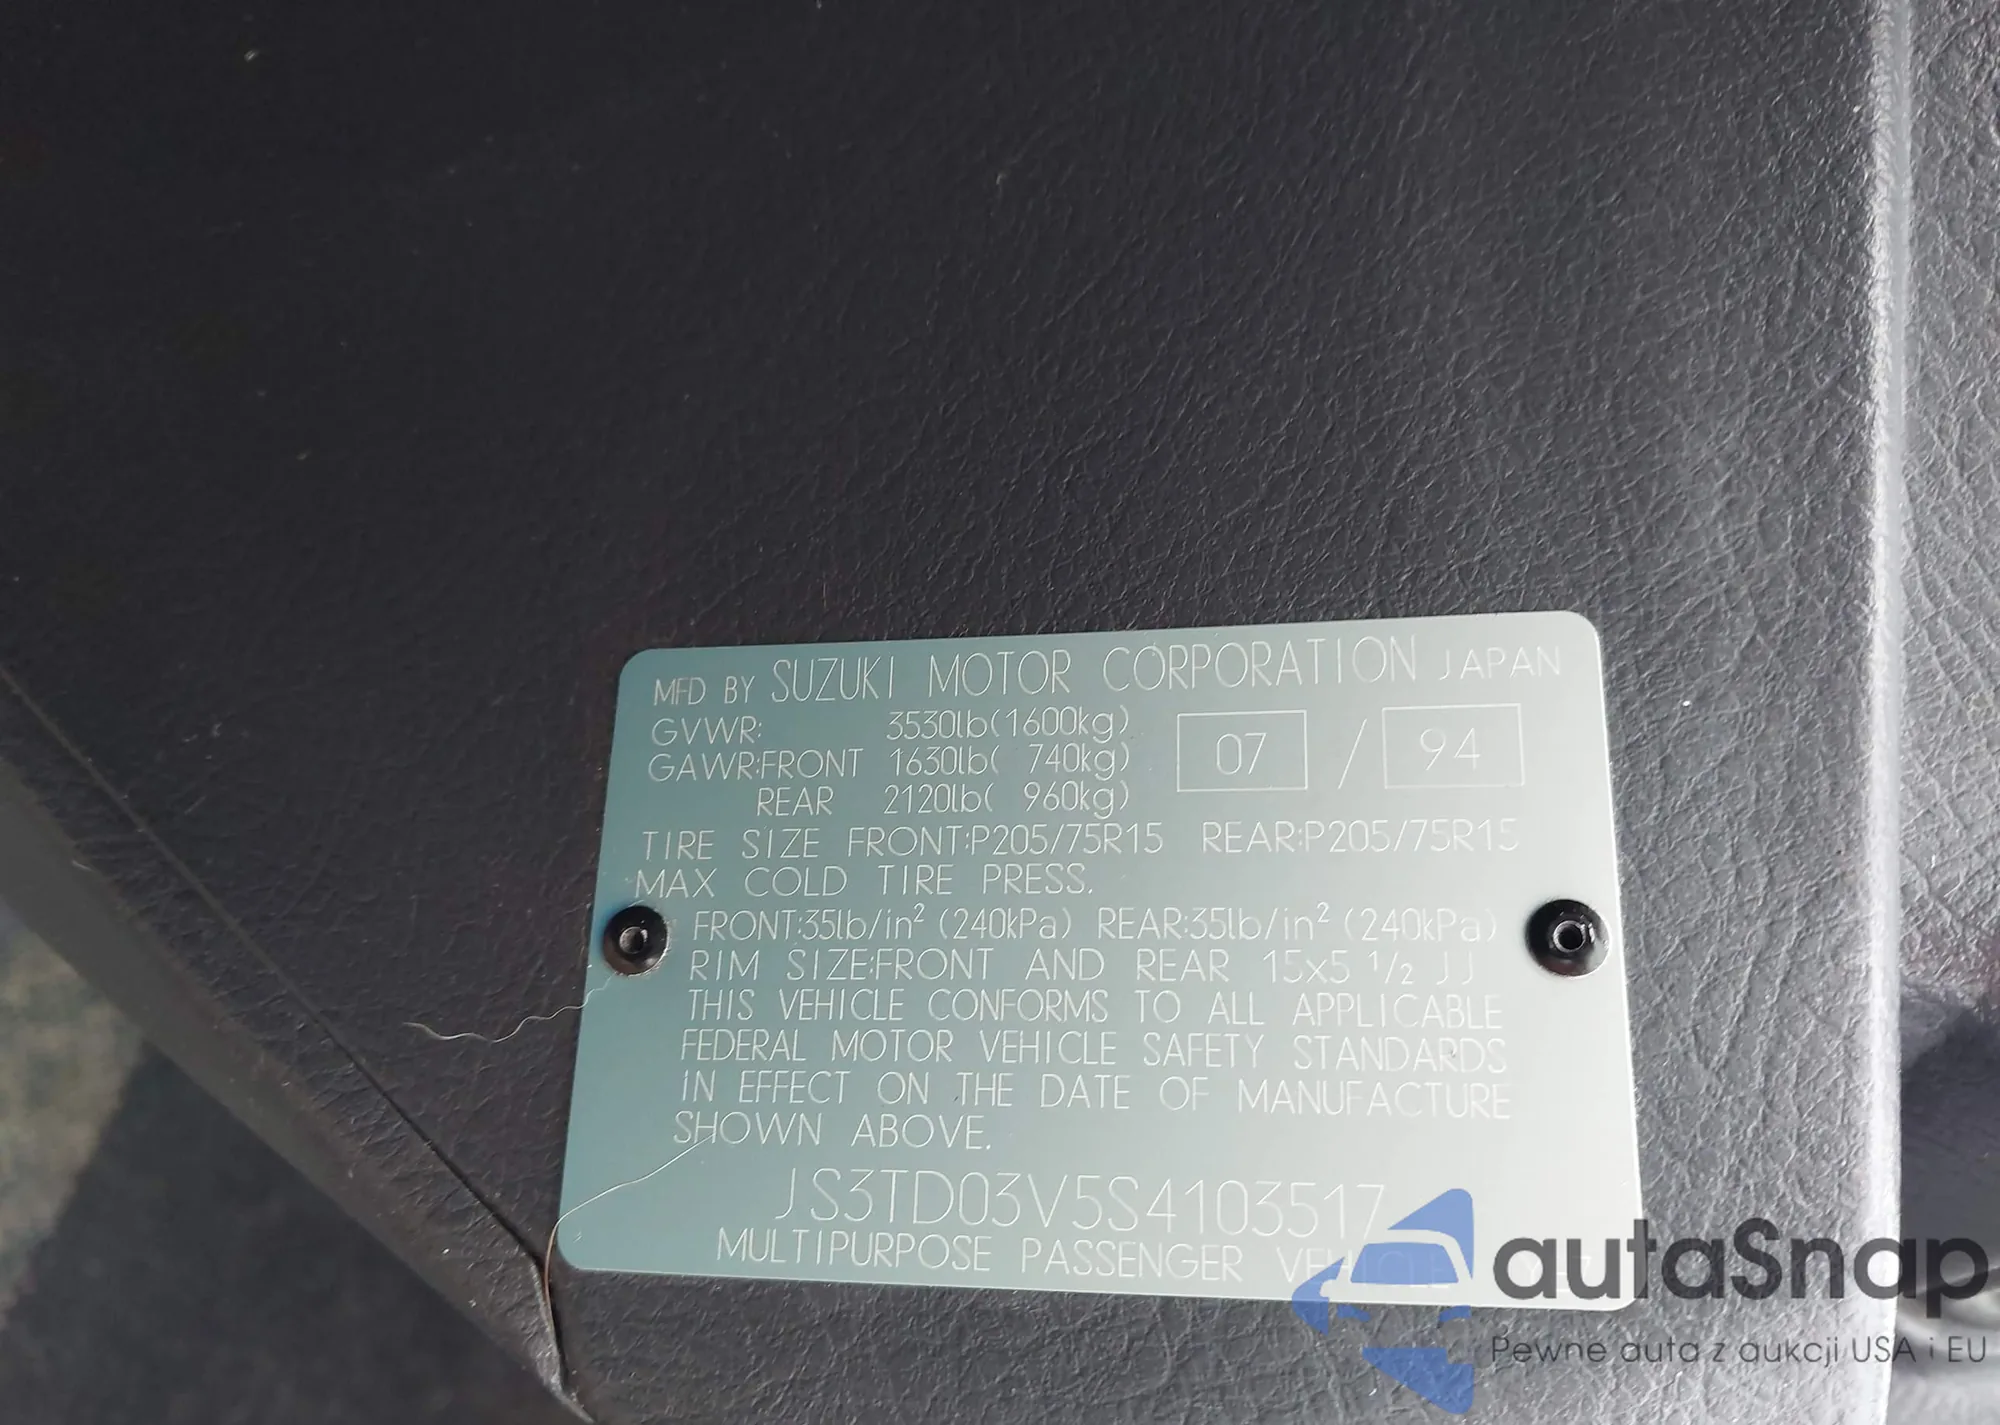 MFD BY SUZUKI MOTOR CORPORATION JAPAN
GVWR: 3530lb(1600kg)
07 / 94
GAWR:FRONT 1630lb( 740kg)
REAR 2120lb( 960kg)
TIRE SIZE FRONT:P205/75R15 REAR:P205/75R15
MAX COLD TIRE PRESS.
FRONT:35lb/in² (240kPa) REAR:35lb/in² (240kPa)
RIM SIZE:FRONT AND REAR 15x5 1/2 JJ
THIS VEHICLE CONFORMS TO ALL APPLICABLE
FEDERAL MOTOR VEHICLE SAFETY STANDARDS
IN EFFECT ON THE DATE OF MANUFACTURE
SHOWN ABOVE.
JS3TD03V5S4103517
MULTIPURPOSE PASSENGER VEHICLE
autaSnap
Pewne auta z aukcji USA i EU